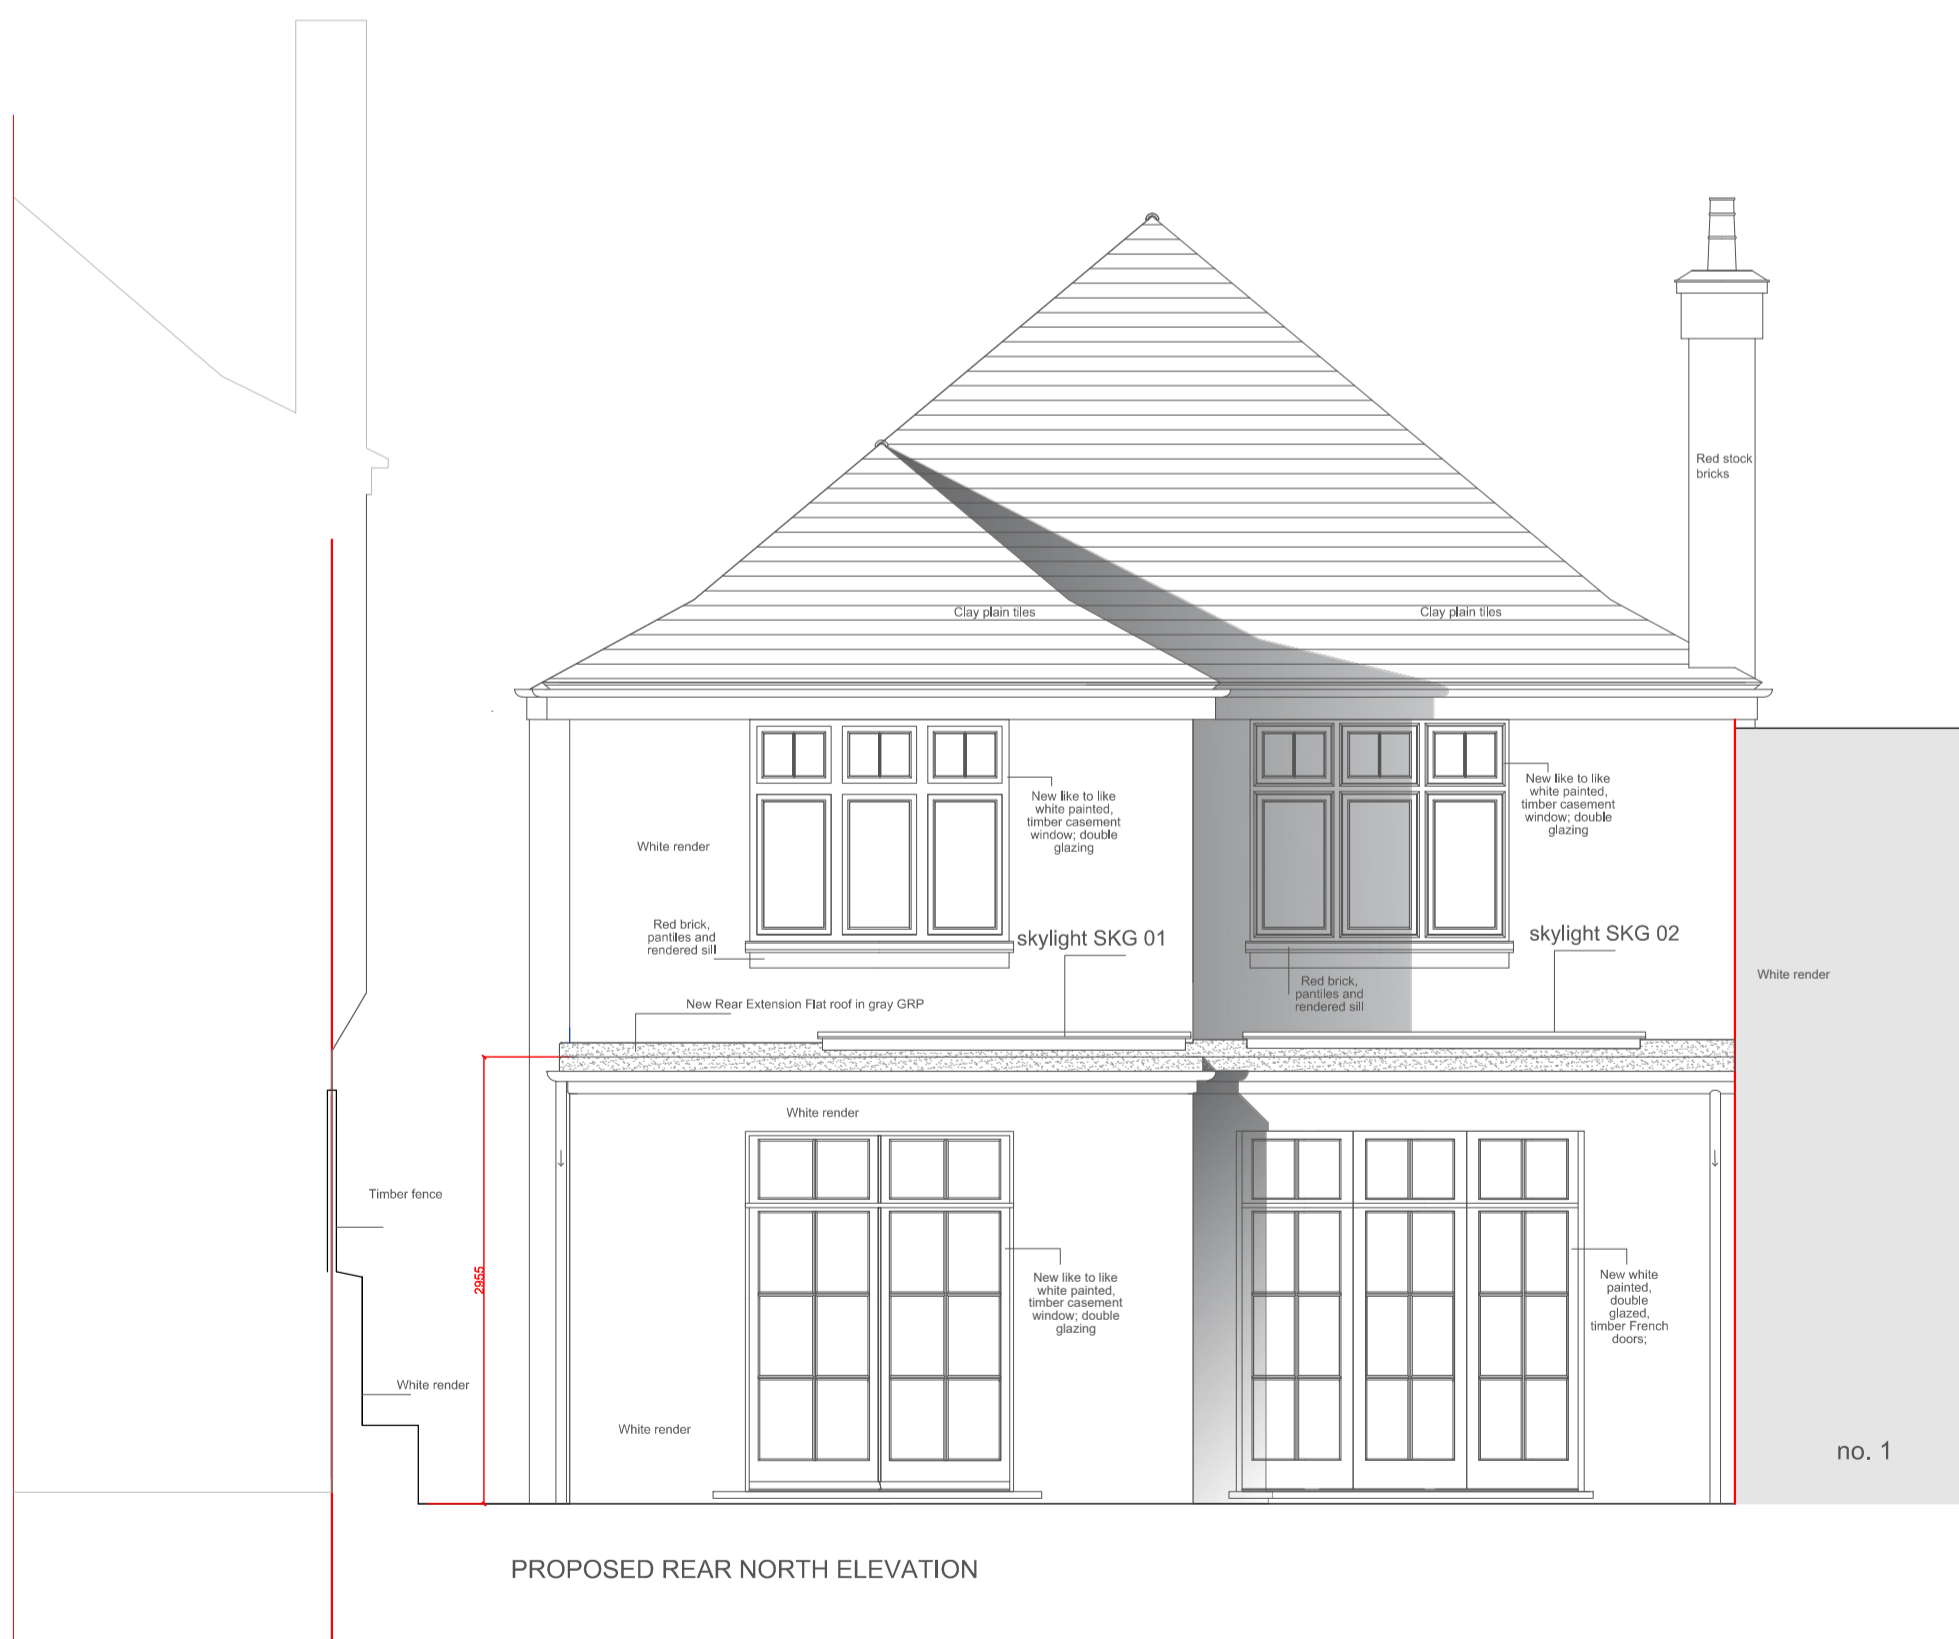 Red stock
bricks
Clay plain tiles
Clay plain tiles
New like to like
white painted,
timber casement
window; double
glazing
New like to like
white painted,
timber casement
window; double
glazing
White render
Red brick,
pantiles and
rendered sill
skylight SKG 01
skylight SKG 02
White render
Red brick,
pantiles and
rendered sill
New Rear Extension Flat roof in gray GRP
White render
Timber fence
2955
New like to like
white painted,
timber casement
window; double
glazing
New white
painted,
double
glazed,
timber French
doors;
White render
White render
no. 1
PROPOSED REAR NORTH ELEVATION